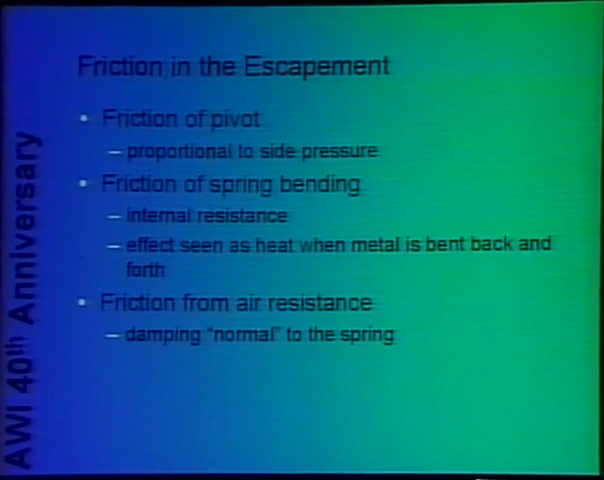 Friction in the Escapement
• Friction of pivot
– proportional to side pressure
• Friction of spring bending
– internal resistance
– effect seen as heat when metal is bent back and
forth
• Friction from air resistance
– damping "normal" to the spring
AWI 40th Anniversary